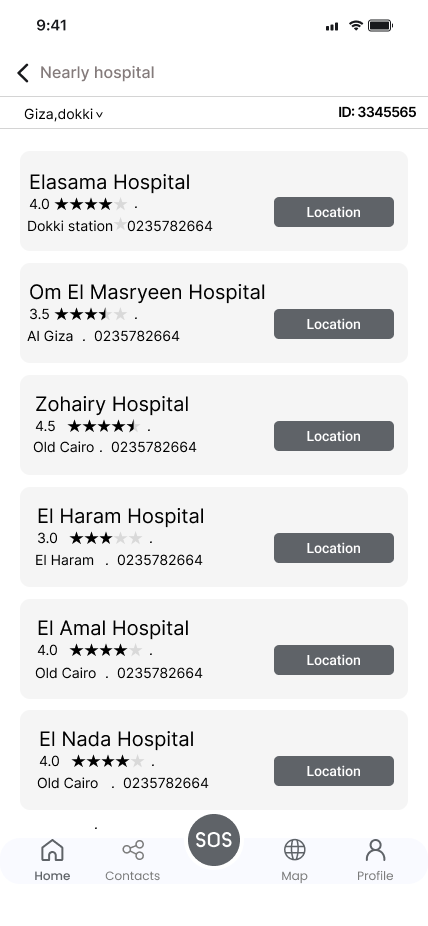 9:41
Nearly hospital
Giza,dokki ID: 3345565
Elasama Hospital
4.0 .
Dokki station 0235782664
Location
Om El Masryeen Hospital
3.5 .
Al Giza . 0235782664
Location
Zohairy Hospital
4.5 .
Old Cairo . 0235782664
Location
El Haram Hospital
3.0 .
El Haram . 0235782664
Location
El Amal Hospital
4.0 .
Old Cairo . 0235782664
Location
El Nada Hospital
4.0 .
Old Cairo . 0235782664
Location
.
SOS
Home Contacts Map Profile